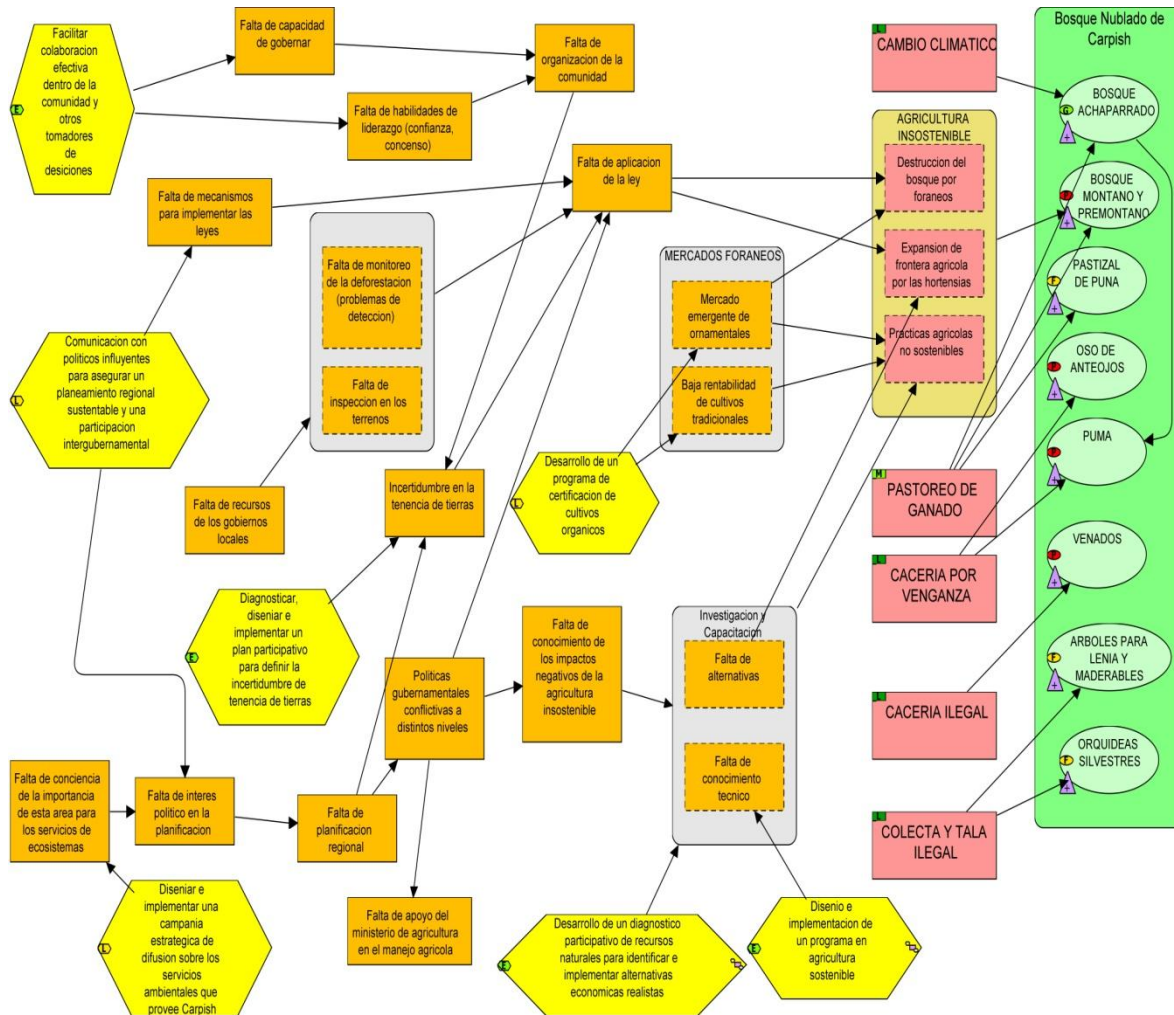 Facilitar
colaboracion
efectiva
dentro de la
comunidad y
otros
tomadores
de
desiciones
E
Falta de capacidad
de gobernar
Falta de habilidades de
liderazgo (confianza,
concenso)
Falta de
organizacion de la
comunidad
Falta de mecanismos
para implementar las
leyes
Falta de aplicacion
de la ley
Falta de monitoreo
de la deforestacion
(problemas de
deteccion)
Falta de
inspeccion en los
terrenos
Comunicacion con
politicos influyentes
para asegurar un
planeamiento regional
sustentable y una
participacion
intergubernamental
L
Falta de recursos
de los gobiernos
locales
Incertidumbre en la
tenencia de tierras
MERCADOS FORANEOS
Mercado
emergente de
ornamentales
Baja rentabilidad
de cultivos
tradicionales
Desarrollo de un
programa de
certificacion de
cultivos
organicos
L
Diagnosticar,
diseniar e
implementar un
plan participativo
para definir la
incertidumbre de
tenencia de tierras
E
Politicas
gubernamentales
conflictivas a
distintos niveles
Falta de
conocimiento de
los impactos
negativos de la
agricultura
insostenible
Investigacion y
Capacitacion
Falta de
alternativas
Falta de
conocimiento
tecnico
Falta de conciencia
de la importancia
de esta area para
los servicios de
ecosistemas
Falta de interes
politico en la
planificacion
Falta de
planificacion
regional
Falta de apoyo del
ministerio de agricultura
en el manejo agricola
Diseniar e
implementar una
campania
estrategica de
difusion sobre los
servicios
ambientales que
provee Carpish
L
Desarrollo de un diagnostico
participativo de recursos
naturales para identificar e
implementar alternativas
economicas realistas
E
Disenio e
implementacion de
un programa en
agricultura
sostenible
E
L
CAMBIO CLIMATICO
AGRICULTURA
INSOSTENIBLE
Destruccion del
bosque por
foraneos
Expansion de
frontera agricola
por las hortensias
Practicas agricolas
no sostenibles
M
PASTOREO DE
GANADO
L
CACERIA POR
VENGANZA
L
CACERIA ILEGAL
L
COLECTA Y TALA
ILEGAL
Bosque Nublado de
Carpish
BOSQUE
ACHAPARRADO
G
+
BOSQUE
MONTANO Y
PREMONTANO
P
+
PASTIZAL
DE PUNA
F
+
OSO DE
ANTEOJOS
P
+
PUMA
P
+
VENADOS
P
+
ARBOLES PARA
LENIA Y
MADERABLES
F
+
ORQUIDEAS
SILVESTRES
F
+